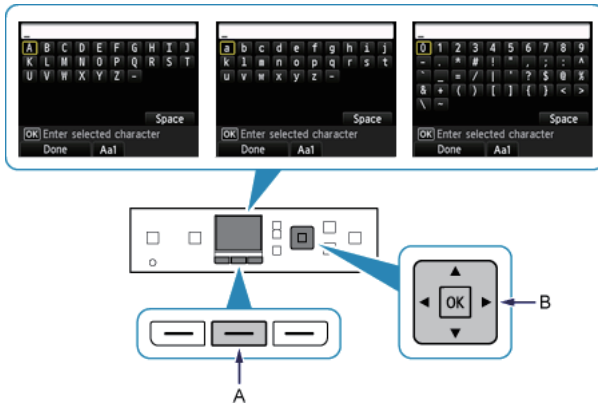 _
A B C D E F G H I J
K L M N O P Q R S T
U V W X Y Z -
Space
OK Enter selected character
Done Aa1
_
a b c d e f g h i j
k l m n o p q r s t
u v w x y z -
Space
OK Enter selected character
Done Aa1
_
0 1 2 3 4 5 6 7 8 9
- . * # ! " , : ^
` _ = / | ' ? $ @ %
& + ( ) [ ] { } < >
\ ~
Space
OK Enter selected character
Done Aa1
OK
B
A